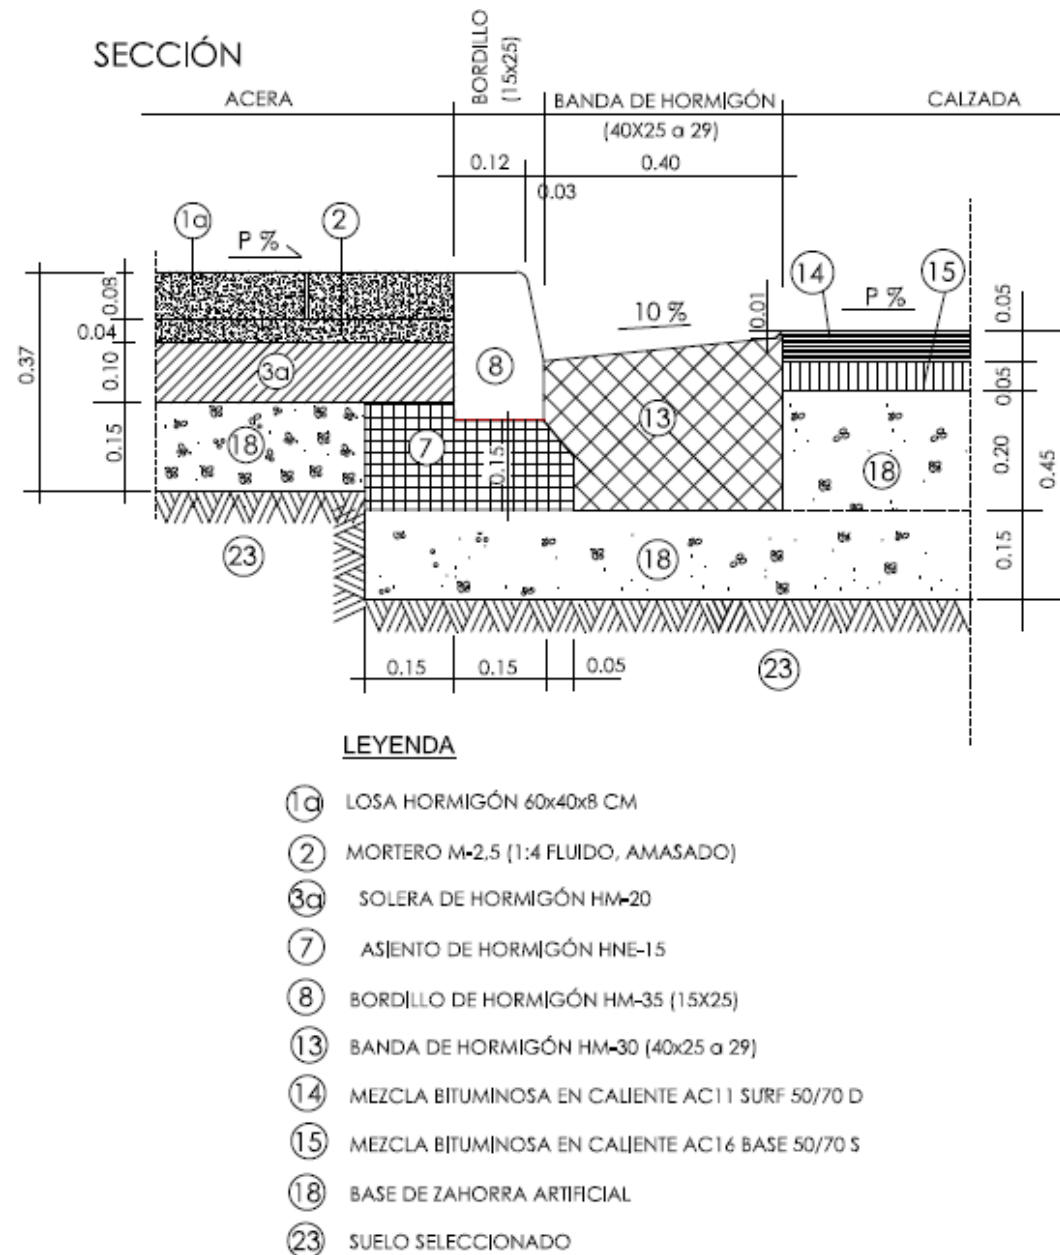 SECCIÓN
ACERA
BORDILLO
(15x25)
BANDA DE HORMIGÓN
(40X25 a 29)
CALZADA
0.12
0.03
0.40
1a
P %
2
14
15
P %
10 %
0.01
0.08
0.04
0.10
0.15
0.37
3a
8
13
18
7
0.15
18
18
23
0.05
0.05
0.20
0.15
0.45
0.15
0.15
0.05
23
LEYENDA
1a LOSA HORMIGÓN 60x40x8 CM
2 MORTERO M-2,5 (1:4 FLUIDO, AMASADO)
3a SOLERA DE HORMIGÓN HM-20
7 ASIENTO DE HORMIGÓN HNE-15
8 BORDILLO DE HORMIGÓN HM-35 (15X25)
13 BANDA DE HORMIGÓN HM-30 (40x25 a 29)
14 MEZCLA BITUMINOSA EN CALIENTE AC11 SURF 50/70 D
15 MEZCLA BITUMINOSA EN CALIENTE AC16 BASE 50/70 S
18 BASE DE ZAHORRA ARTIFICIAL
23 SUELO SELECCIONADO